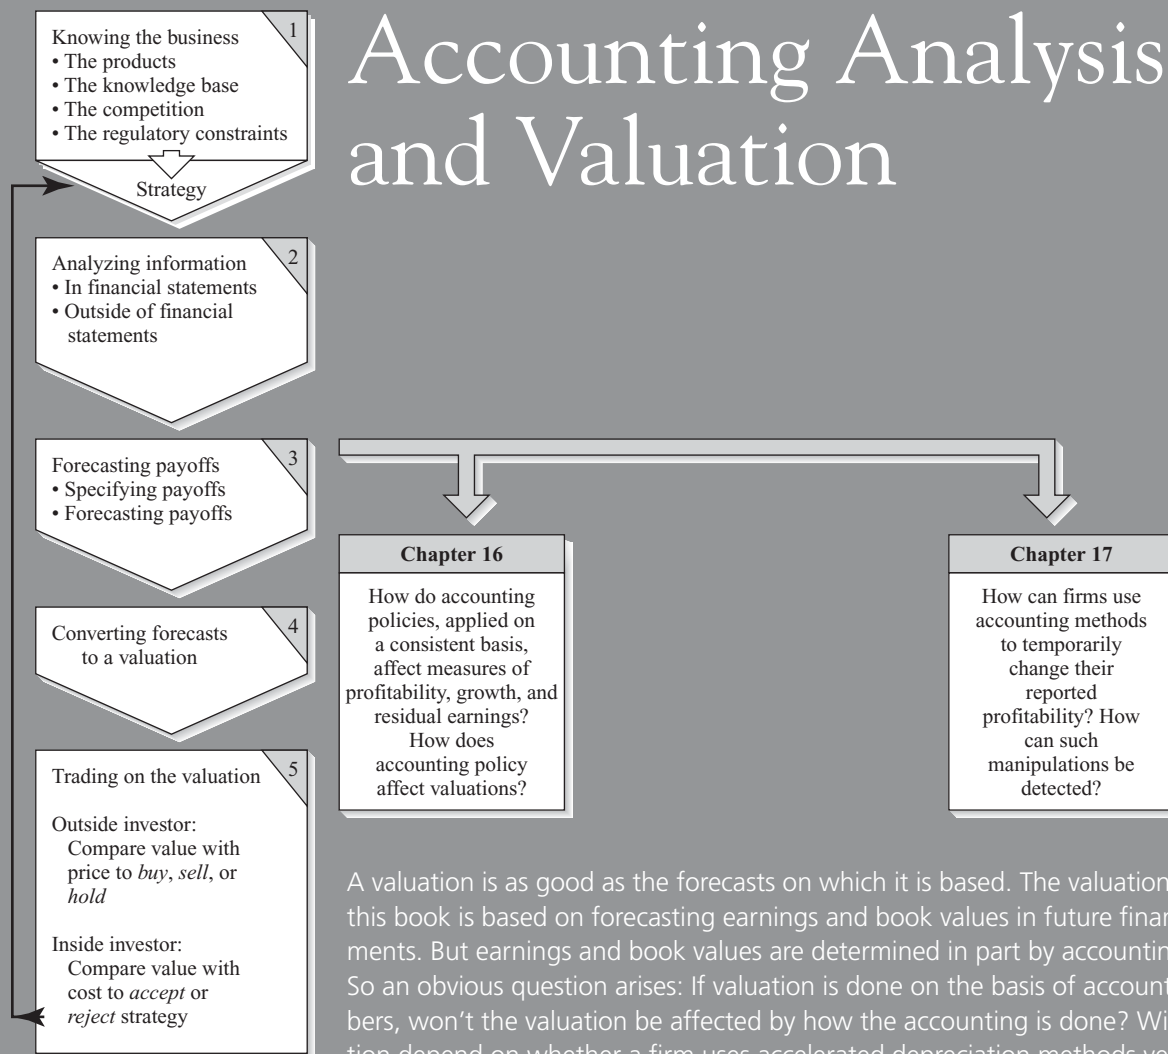 Accounting Analysis
and Valuation
1
Knowing the business
• The products
• The knowledge base
• The competition
• The regulatory constraints
Strategy
2
Analyzing information
• In financial statements
• Outside of financial
statements
3
Forecasting payoffs
• Specifying payoffs
• Forecasting payoffs
4
Converting forecasts
to a valuation
5
Trading on the valuation
Outside investor:
Compare value with
price to buy, sell, or
hold
Inside investor:
Compare value with
cost to accept or
reject strategy
Chapter 16
How do accounting
policies, applied on
a consistent basis,
affect measures of
profitability, growth, and
residual earnings?
How does
accounting policy
affect valuations?
Chapter 17
How can firms use
accounting methods
to temporarily
change their
reported
profitability? How
can such
manipulations be
detected?
A valuation is as good as the forecasts on which it is based. The valuation
this book is based on forecasting earnings and book values in future finan
ments. But earnings and book values are determined in part by accountin
So an obvious question arises: If valuation is done on the basis of account
bers, won't the valuation be affected by how the accounting is done? Wi
tion depend on whether a firm uses accelerated depreciation methods